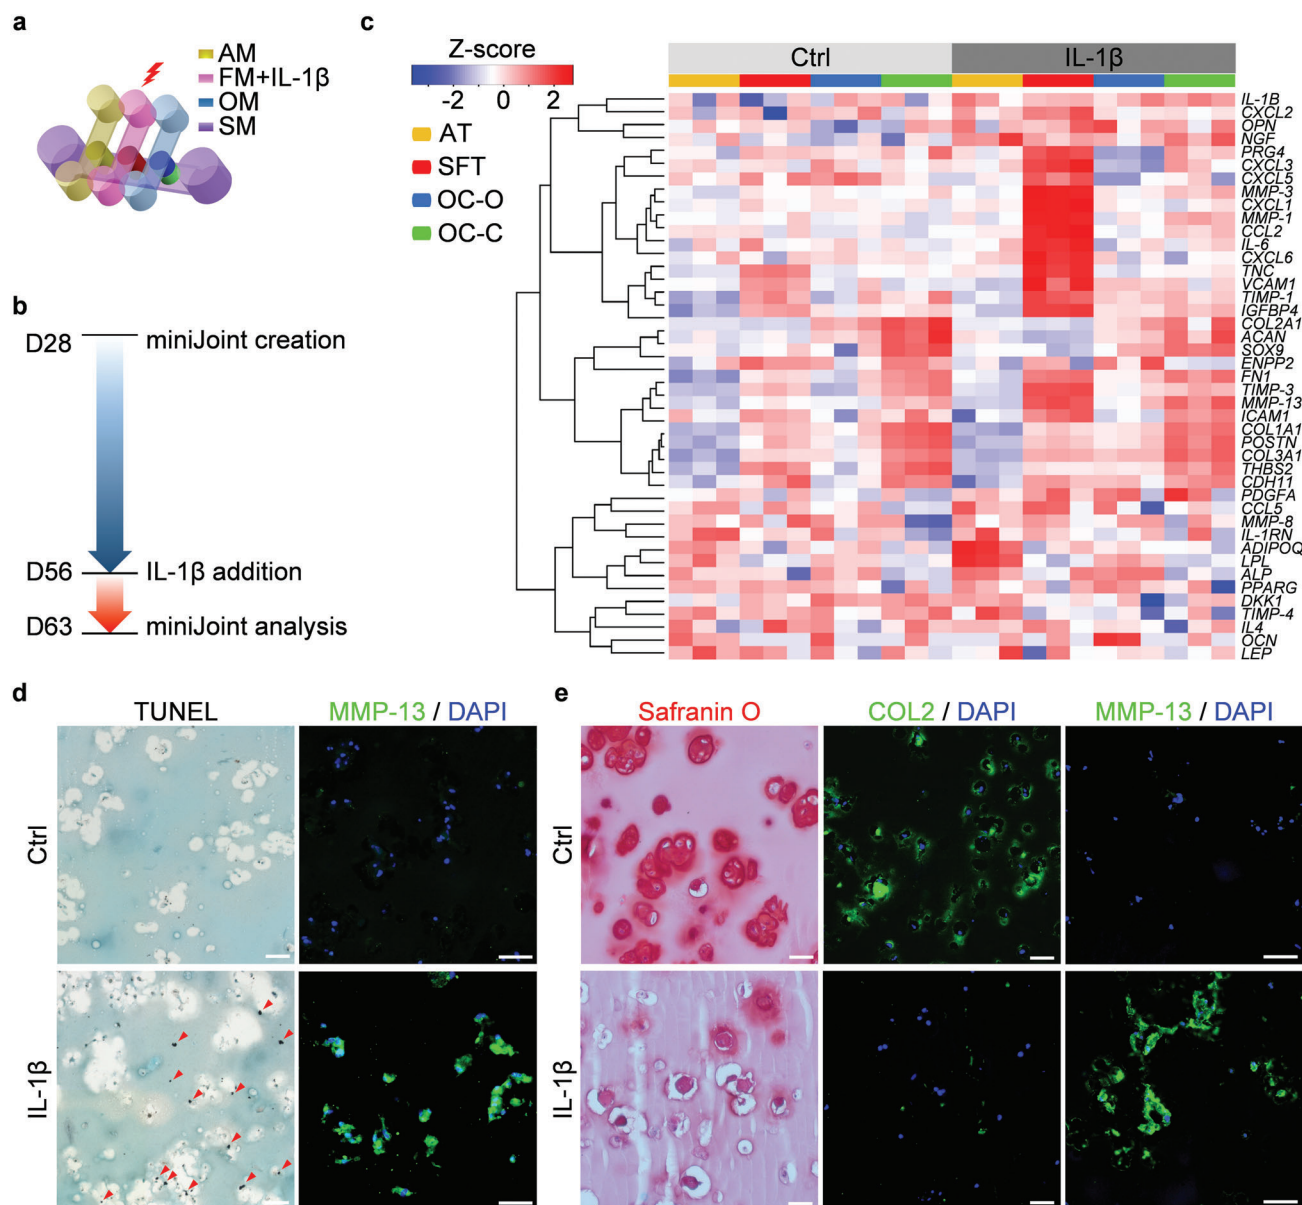 a
AM
FM+IL-1β
OM
SM
b
D28
miniJoint creation
D56
IL-1β addition
D63
miniJoint analysis
c
Z-score
-2 0 2
AT
SFT
OC-O
OC-C
Ctrl IL-1β
IL-1B
CXCL2
OPN
NGF
PRG4
CXCL3
CXCL5
MMP-3
CXCL1
MMP-1
CCL2
IL-6
CXCL6
TNC
VCAM1
TIMP-1
IGFBP4
COL2A1
ACAN
SOX9
ENPP2
FN1
TIMP-3
MMP-13
ICAM1
COL1A1
POSTN
COL3A1
THBS2
CDH11
PDGFA
CCL5
MMP-8
IL-1RN
ADIPOQ
LPL
ALP
PPARG
DKK1
TIMP-4
IL4
OCN
LEP
d
TUNEL MMP-13 / DAPI
Ctrl
IL-1β
e
Safranin O COL2 / DAPI MMP-13 / DAPI
Ctrl
IL-1β